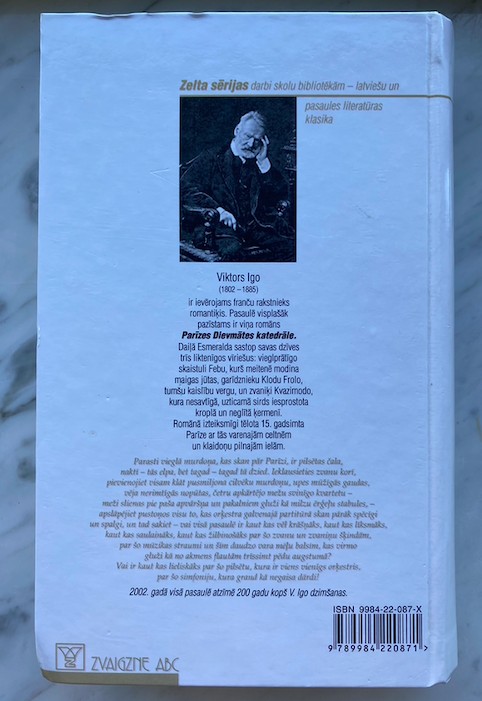 Zelta sērijas darbi skolu bibliotēkām – latviešu un
pasaules literatūras
klasika
Viktors Igo
(1802 – 1885)
ir ievērojams franču rakstnieks
romantiķis. Pasaulē visplašāk
pazīstams ir viņa romāns
Parīzes Dievmātes katedrāle.
Daiļā Esmeralda sastop savas dzīves
trīs liktenīgos vīriešus: vieglprātīgo
skaistuli Febu, kurš meitenē modina
maigas jūtas, garīdznieku Klodu Frolo,
tumšu kaislību vergu, un zvaniķi Kvazimodo,
kura nesavtīgā, uzticamā sirds iesprostota
kroplā un neglītā ķermenī.
Romānā izteiksmīgi tēlota 15. gadsimta
Parīze ar tās varenajām celtnēm
un kņaidoņu pilnajām ielām.
Parasti vieglā murdoņa, kas skan pār Parīzi, ir pilsētas čala,
naktī – tās elpa, bet tagad – tagad tā dzied. Ieklausieties zvanu korī,
pievienojiet visam klāt pusmiljona cilvēku murdoņu, upes mūžīgās gaudas,
vēja nerimtīgās nopūtas, četru apkārtējo mežu svinīgo kvartetu –
meži slienas pie paša apvāršņa un pakalniem gluži kā milzu ērģeļu stabules, –
apslāpējiet pustoņos visu to, kas orķestra galvenajā partitūrā skan pārāk spēcīgi
un spalgi, un tad sakiet – vai visā pasaulē ir kaut kas vēl krāšņāks, kaut kas līksmāks,
kaut kas saudaināks, kaut kas žilbinošāks par šo zvanu un zvaniņu šķindām,
par šo mūzikas straumi un šīm daudzo vara mēļu balsīm, kas virmo
gluži kā no akmens flautām trīssimt pēdu augstumā?
Vai ir kaut kas lieliskāks par šo pilsētu, kura ir viens vienīgs orķestris,
par šo simfoniju, kura grand kā negaisa dārdi!
2002. gadā visā pasaulē atzīmē 200 gadu kopš V. Igo dzimšanas.
ISBN 9984-22-087-X
9 789984 220871 >
ZVAIGZNE ABC